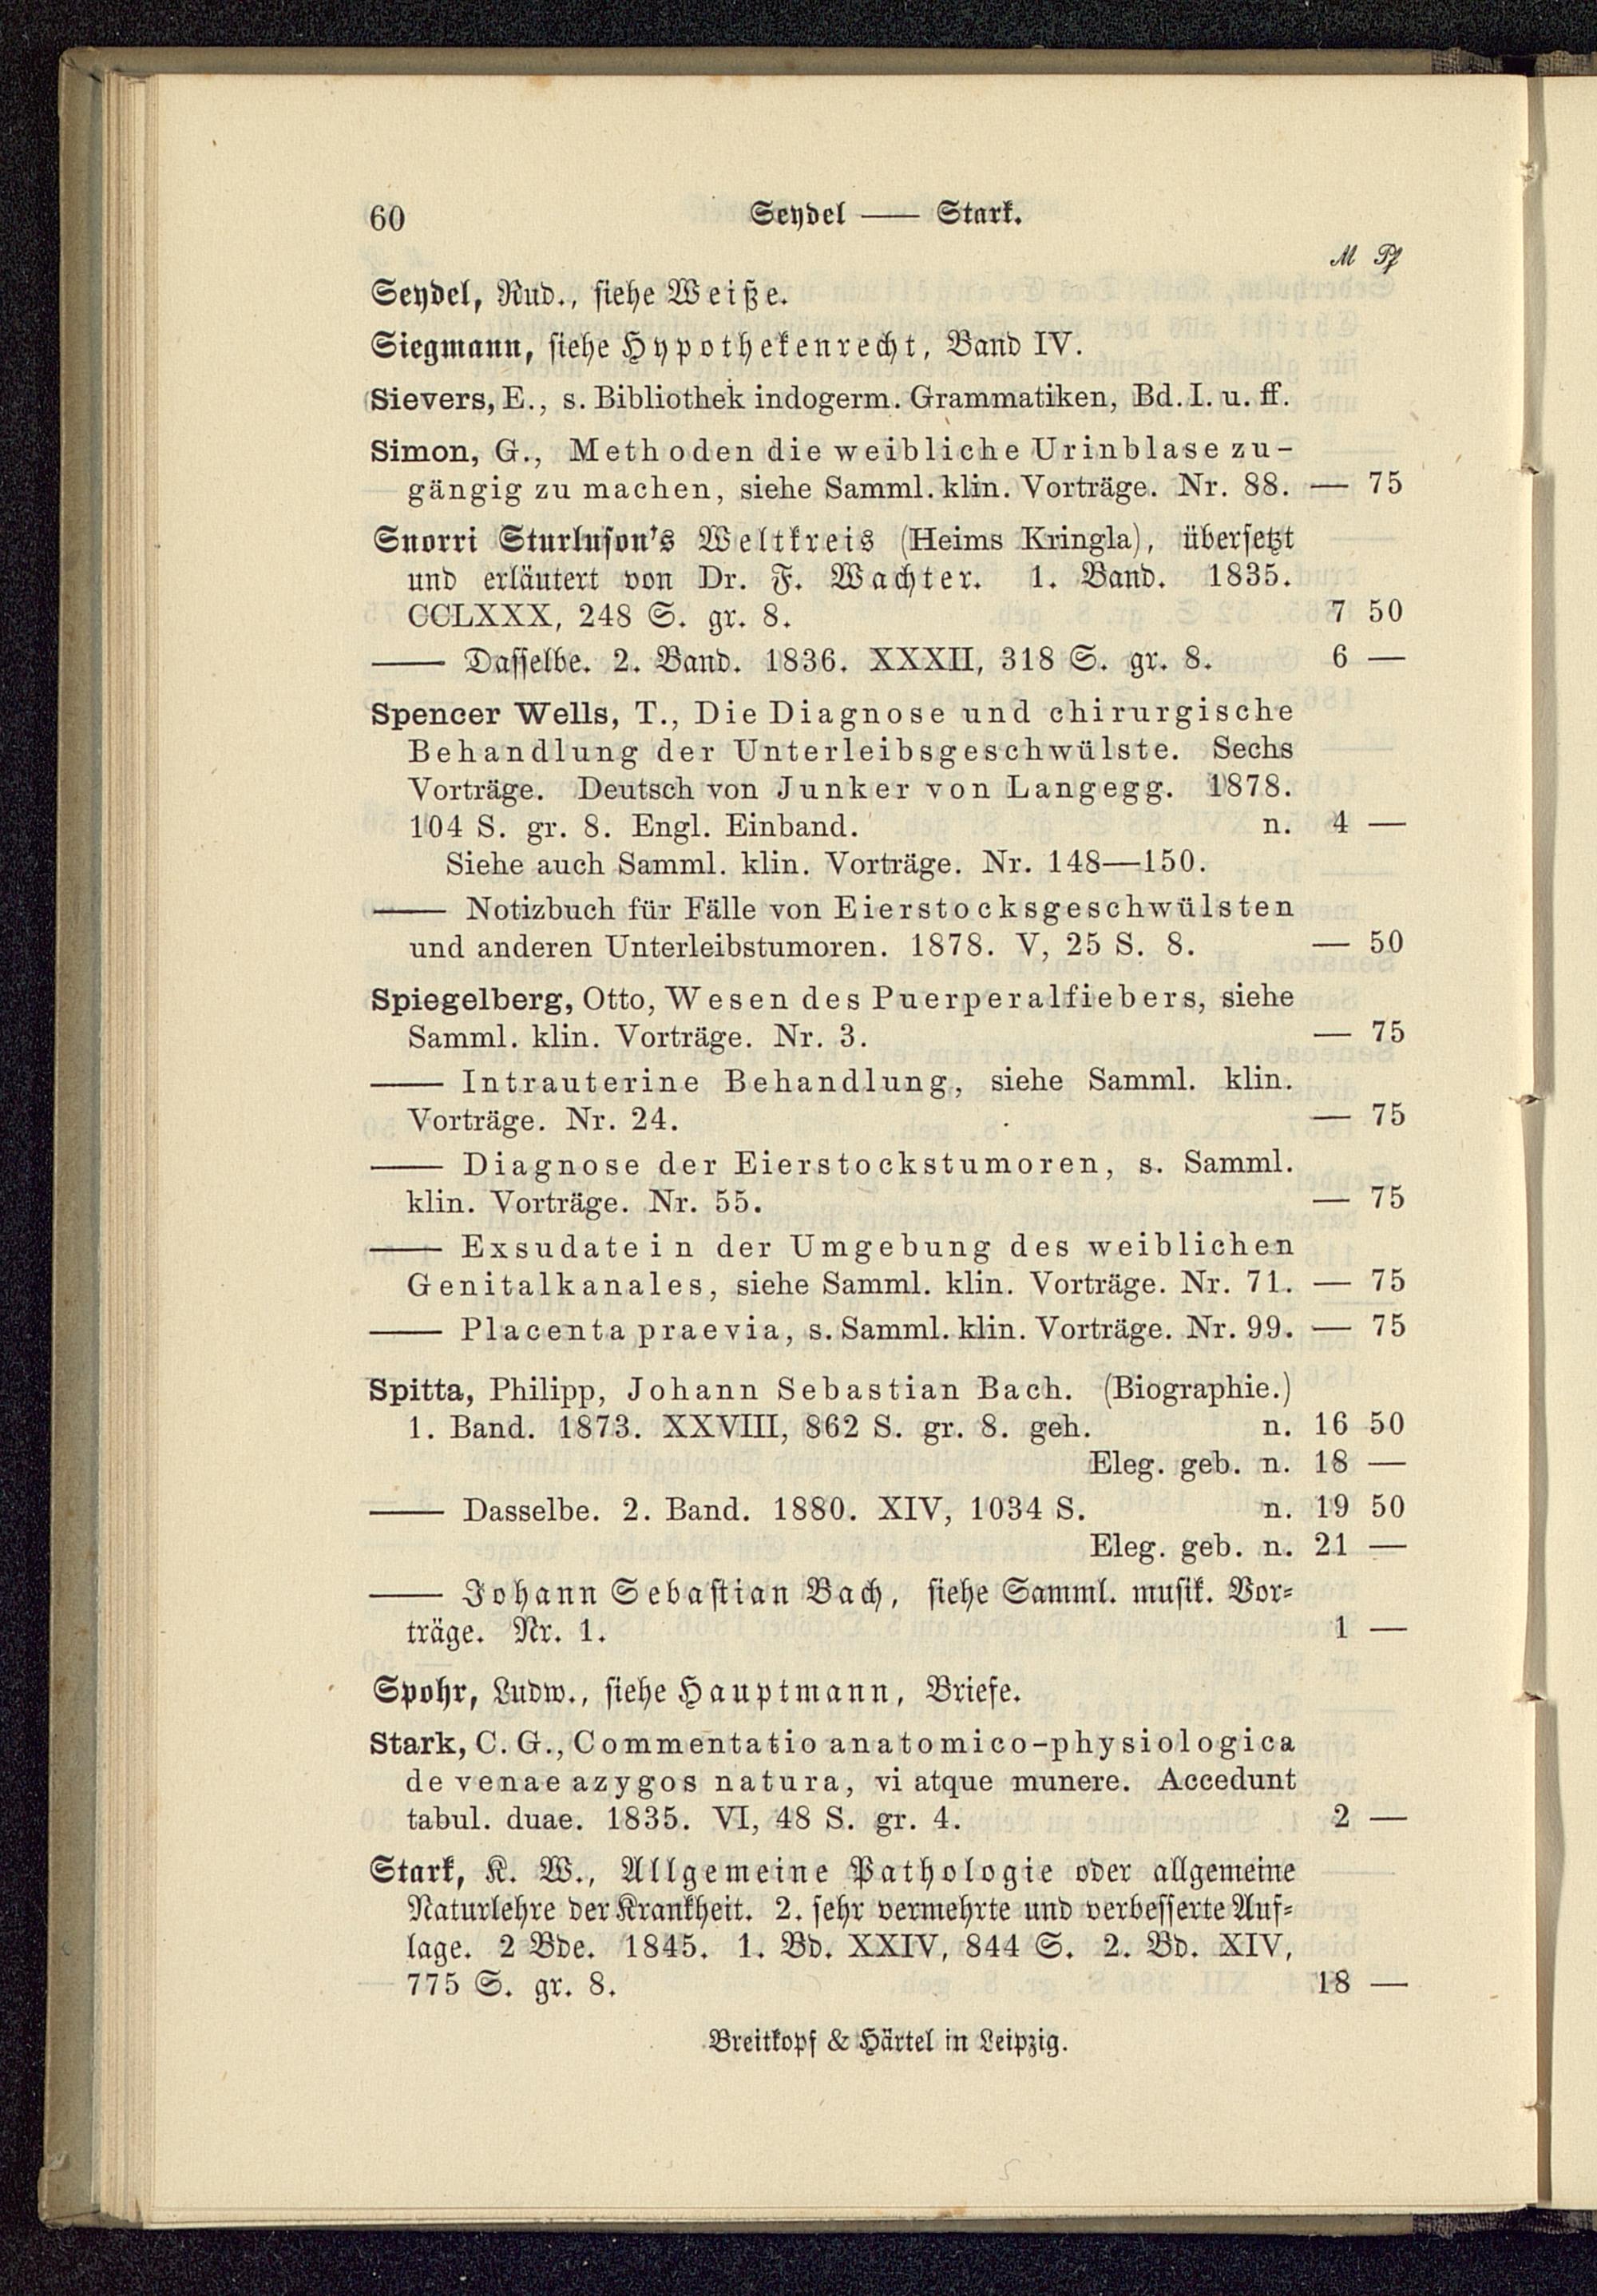 60 Seydel —— Stark.
M Pf
Seydel, Rud., siehe Weiße.
Siegmann, siehe Hypothekenrecht, Band IV.
Sievers, E., s. Bibliothek indogerm. Grammatiken, Bd. I. u. ff.
Simon, G., Methoden die weibliche Urinblase zu-
gängig zu machen, siehe Samml. klin. Vorträge. Nr. 88. — 75
Snorri Sturluson's Weltkreis (Heims Kringla), übersetzt
und erläutert von Dr. F. Wachter. 1. Band. 1835.
CCLXXX, 248 S. gr. 8. 7 50
—— Dasselbe. 2. Band. 1836. XXXII, 318 S. gr. 8. 6 —
Spencer Wells, T., Die Diagnose und chirurgische
Behandlung der Unterleibsgeschwülste. Sechs
Vorträge. Deutsch von Junker von Langegg. 1878.
104 S. gr. 8. Engl. Einband. n. 4 —
Siehe auch Samml. klin. Vorträge. Nr. 148—150.
—— Notizbuch für Fälle von Eierstocksgeschwülsten
und anderen Unterleibstumoren. 1878. V, 25 S. 8. — 50
Spiegelberg, Otto, Wesen des Puerperalfiebers, siehe
Samml. klin. Vorträge. Nr. 3. — 75
—— Intrauterine Behandlung, siehe Samml. klin.
Vorträge. Nr. 24. — 75
—— Diagnose der Eierstockstumoren, s. Samml.
klin. Vorträge. Nr. 55. — 75
—— Exsudate in der Umgebung des weiblichen
Genitalkanales, siehe Samml. klin. Vorträge. Nr. 71. — 75
—— Placenta praevia, s. Samml. klin. Vorträge. Nr. 99. — 75
Spitta, Philipp, Johann Sebastian Bach. (Biographie.)
1. Band. 1873. XXVIII, 862 S. gr. 8. geh. n. 16 50
Eleg. geb. n. 18 —
—— Dasselbe. 2. Band. 1880. XIV, 1034 S. n. 19 50
Eleg. geb. n. 21 —
—— Johann Sebastian Bach, siehe Samml. musik. Vor-
träge. Nr. 1. 1 —
Spohr, Ludw., siehe Hauptmann, Briefe.
Stark, C. G., Commentatio anatomico-physiologica
de venae azygos natura, vi atque munere. Accedunt
tabul. duae. 1835. VI, 48 S. gr. 4. 2 —
Stark, K. W., Allgemeine Pathologie oder allgemeine
Naturlehre der Krankheit. 2. sehr vermehrte und verbesserte Auf-
lage. 2 Bde. 1845. 1. Bd. XXIV, 844 S. 2. Bd. XIV,
775 S. gr. 8. 18 —
Breitkopf & Härtel in Leipzig.